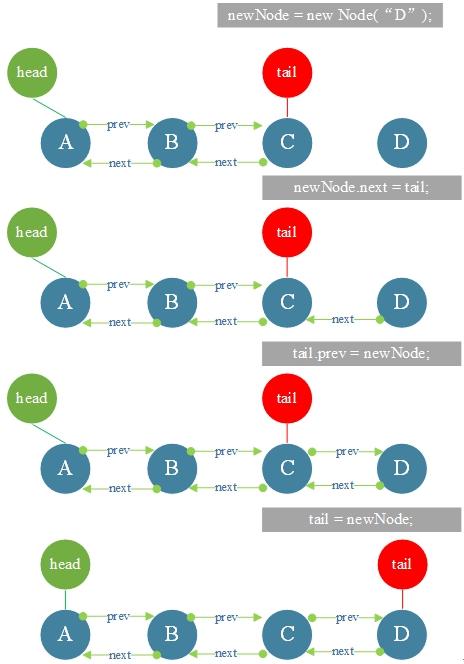 newNode = new Node( “D” );
head
tail
prev
prev
A
B
C
D
next
next
newNode.next = tail;
head
tail
prev
prev
A
B
C
D
next
next
next
tail.prev = newNode;
head
tail
prev
prev
prev
A
B
C
D
next
next
next
tail = newNode;
head
tail
prev
prev
prev
A
B
C
D
next
next
next